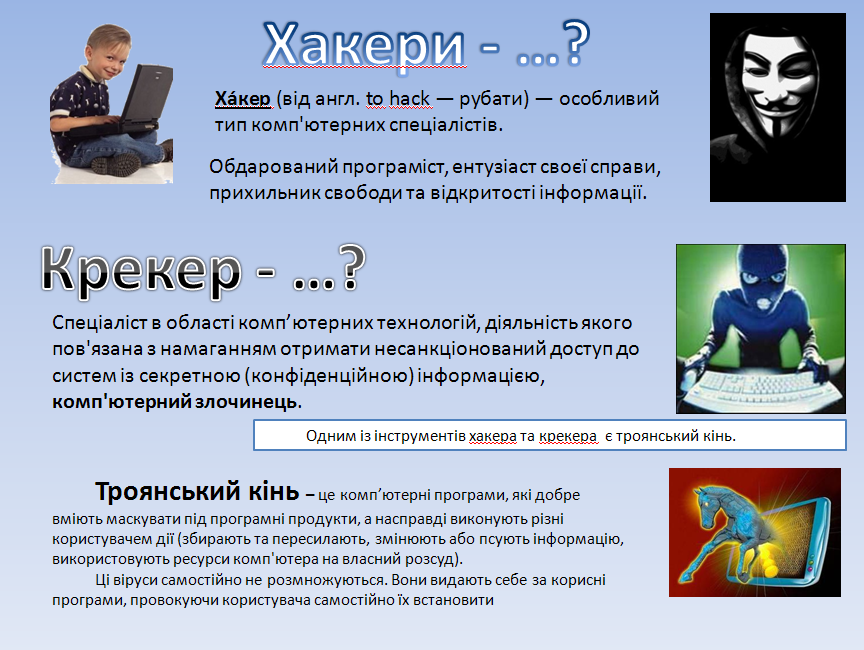 Хакери - ...?
Ха́кер (від англ. to hack — рубати) — особливий
тип комп'ютерних спеціалістів.
Обдарований програміст, ентузіаст своєї справи,
прихильник свободи та відкритості інформації.
Крекер - ...?
Спеціаліст в області комп’ютерних технологій, діяльність якого
пов'язана з намаганням отримати несанкціонований доступ до
систем із секретною (конфіденційною) інформацією,
комп'ютерний злочинець.
Одним із інструментів хакера та крекера є троянський кінь.
Троянський кінь – це комп’ютерні програми, які добре
вміють маскувати під програмні продукти, а насправді виконують різні
користувачем дії (збирають та пересилають, змінюють або псують інформацію,
використовують ресурси комп'ютера на власний розсуд).
Ці віруси самостійно не розмножуються. Вони видають себе за корисні
програми, провокуючи користувача самостійно їх встановити